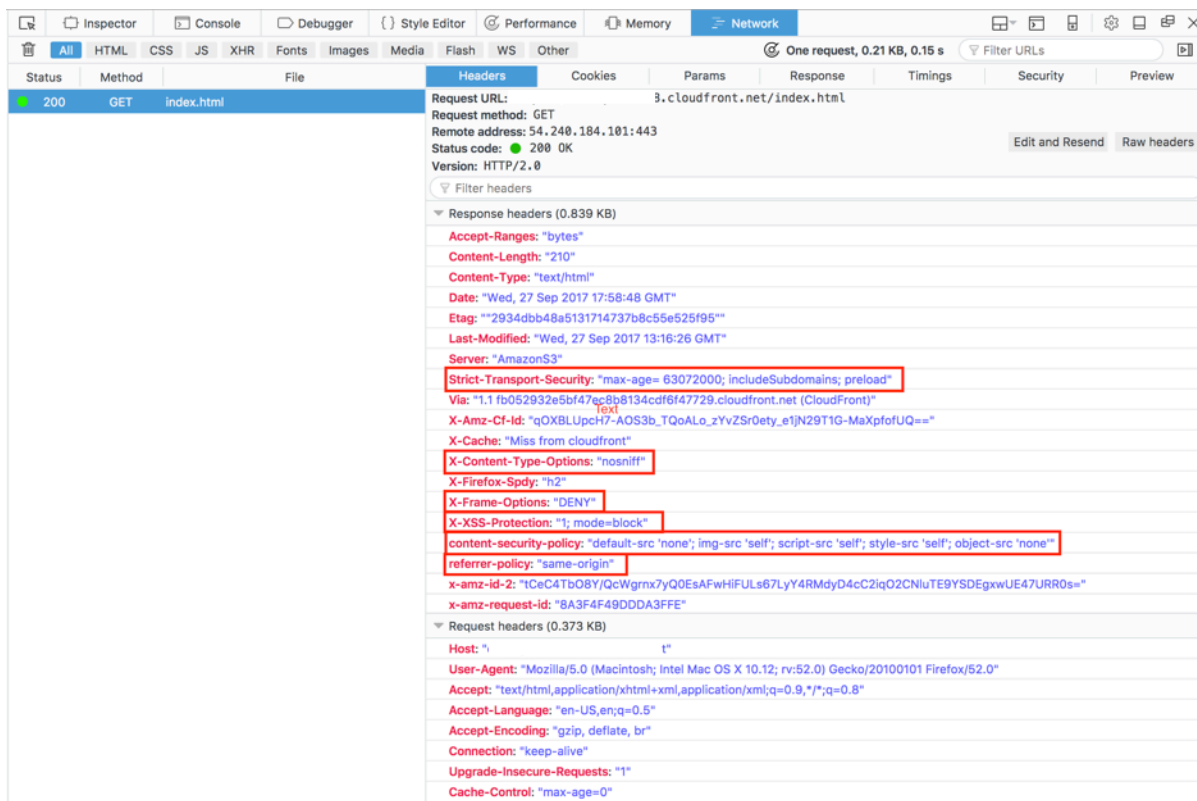 Inspector Console Debugger { } Style Editor Performance Memory Network
All HTML CSS JS XHR Fonts Images Media Flash WS Other One request, 0.21 KB, 0.15 s Filter URLs
Status Method File Headers Cookies Params Response Timings Security Preview
200 GET index.html
Request URL: 3.cloudfront.net/index.html
Request method: GET
Remote address: 54.240.184.101:443
Status code: 200 OK
Edit and Resend Raw headers
Version: HTTP/2.0
Filter headers
Response headers (0.839 KB)
Accept-Ranges: "bytes"
Content-Length: "210"
Content-Type: "text/html"
Date: "Wed, 27 Sep 2017 17:58:48 GMT"
Etag: ""2934dbb48a5131714737b8c55e525f95""
Last-Modified: "Wed, 27 Sep 2017 13:16:26 GMT"
Server: "AmazonS3"
Strict-Transport-Security: "max-age= 63072000; includeSubdomains; preload"
Via: "1.1 fb052932e5bf47ec8b8134cdf6f47729.cloudfront.net (CloudFront)"
Text
X-Amz-Cf-Id: "qOXBLUpcH7-AOS3b_TQoALo_zYvZSr0ety_e1jN29T1G-MaXpfofUQ=="
X-Cache: "Miss from cloudfront"
X-Content-Type-Options: "nosniff"
X-Firefox-Spdy: "h2"
X-Frame-Options: "DENY"
X-XSS-Protection: "1; mode=block"
content-security-policy: "default-src 'none'; img-src 'self'; script-src 'self'; style-src 'self'; object-src 'none'"
referrer-policy: "same-origin"
x-amz-id-2: "tCeC4TbO8Y/QcWgrnx7yQ0EsAFwHiFULs67LyY4RMdyD4cC2iqO2CNluTE9YSDEgxwUE47URR0s="
x-amz-request-id: "8A3F4F49DDDA3FFE"
Request headers (0.373 KB)
Host: " t"
User-Agent: "Mozilla/5.0 (Macintosh; Intel Mac OS X 10.12; rv:52.0) Gecko/20100101 Firefox/52.0"
Accept: "text/html,application/xhtml+xml,application/xml;q=0.9,*/*;q=0.8"
Accept-Language: "en-US,en;q=0.5"
Accept-Encoding: "gzip, deflate, br"
Connection: "keep-alive"
Upgrade-Insecure-Requests: "1"
Cache-Control: "max-age=0"